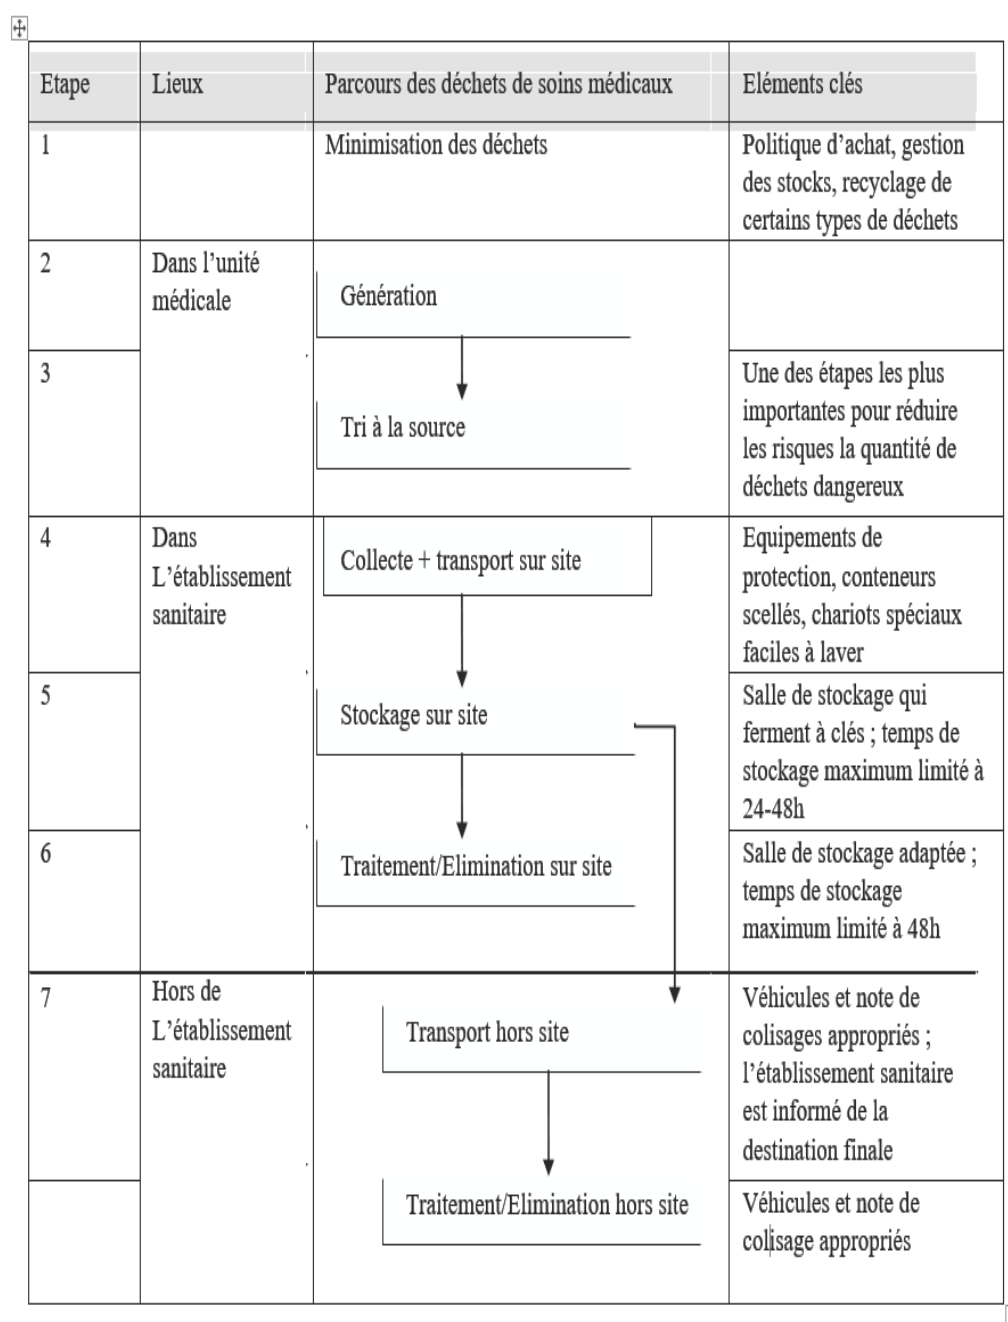 Etape
Lieux
Parcours des déchets de soins médicaux
Eléments clés
1
Minimisation des déchets
Politique d’achat, gestion
des stocks, recyclage de
certains types de déchets
2
Dans l’unité
médicale
Génération
3
Tri à la source
Une des étapes les plus
importantes pour réduire
les risques la quantité de
déchets dangereux
4
Dans
L’établissement
sanitaire
Collecte + transport sur site
Equipements de
protection, conteneurs
scellés, chariots spéciaux
faciles à laver
5
Stockage sur site
Salle de stockage qui
ferment à clés ; temps de
stockage maximum limité à
24-48h
6
Traitement/Elimination sur site
Salle de stockage adaptée ;
temps de stockage
maximum limité à 48h
7
Hors de
L’établissement
sanitaire
Transport hors site
Véhicules et note de
colisages appropriés ;
l’établissement sanitaire
est informé de la
destination finale
Traitement/Elimination hors site
Véhicules et note de
colisage appropriés